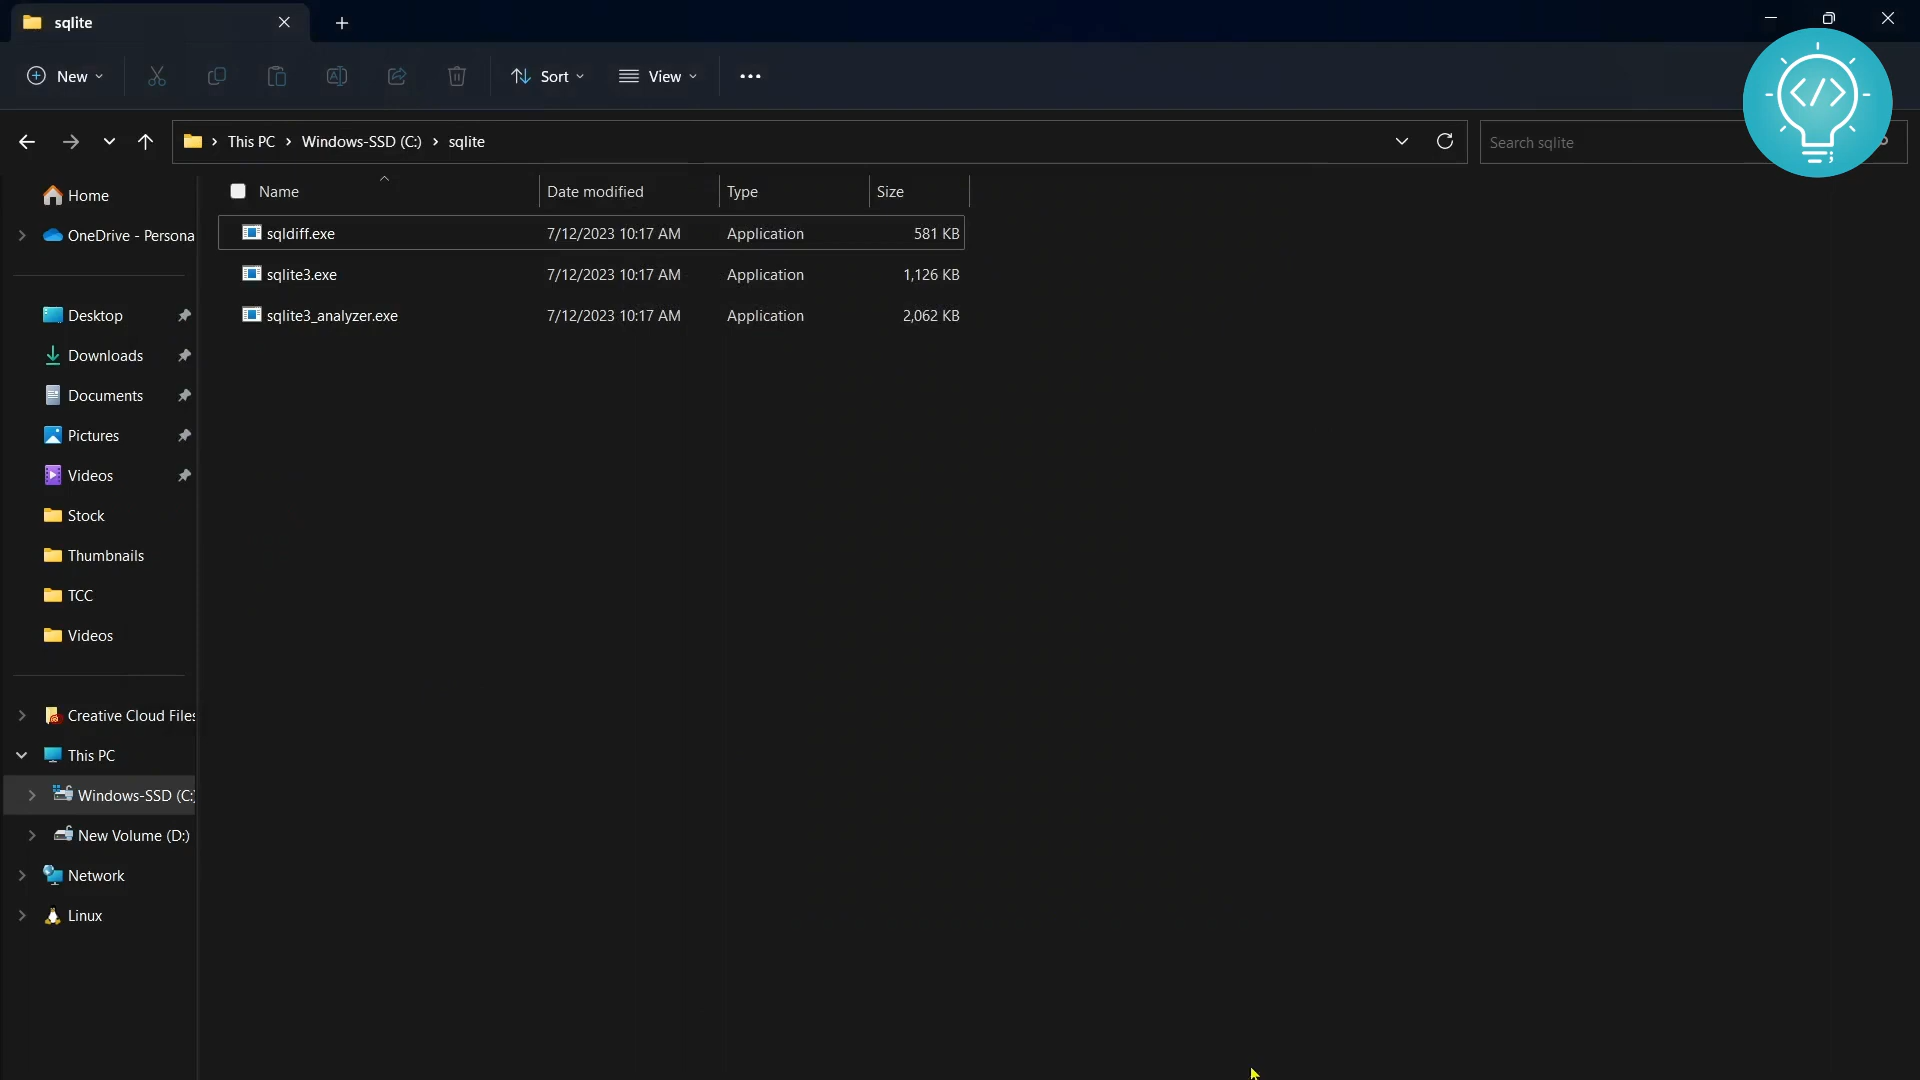 sqlite
New
Sort
View
This PC
Windows-SSD (C:)
sqlite
Search sqlite
</>
;
Home
OneDrive - Persona
Desktop
Downloads
Documents
Pictures
Videos
Stock
Thumbnails
TCC
Videos
Creative Cloud Files
This PC
Windows-SSD (C:)
New Volume (D:)
Network
Linux
Name Date modified Type Size
sqldiff.exe 7/12/2023 10:17 AM Application 581 KB
sqlite3.exe 7/12/2023 10:17 AM Application 1,126 KB
sqlite3_analyzer.exe 7/12/2023 10:17 AM Application 2,062 KB